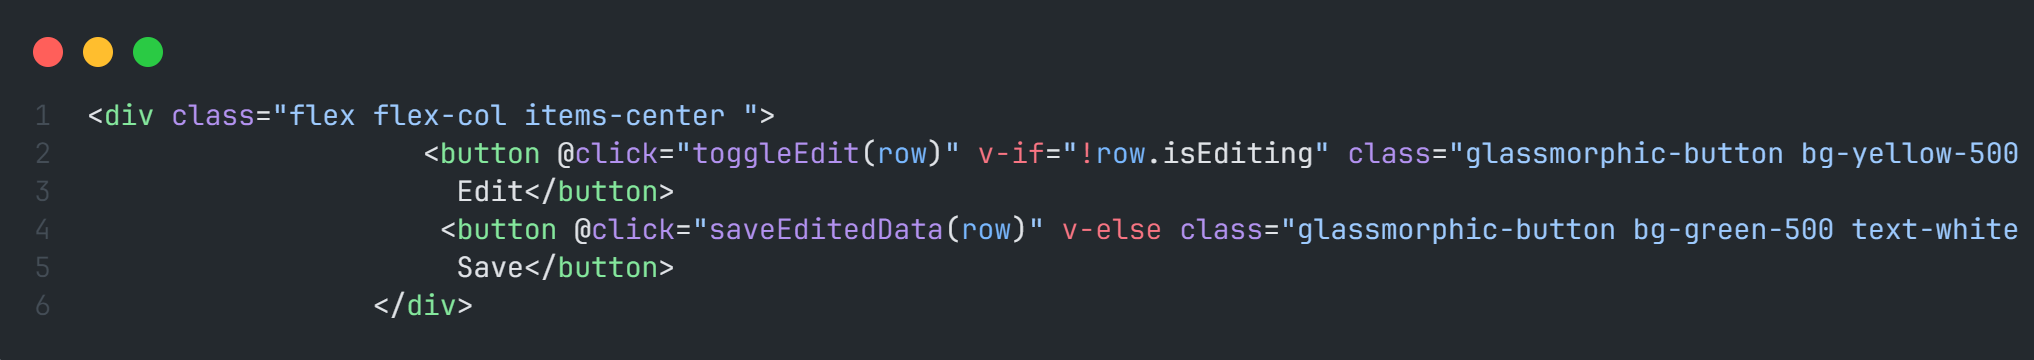 1 <div class="flex flex-col items-center ">
2 <button @click="toggleEdit(row)" v-if="!row.isEditing" class="glassmorphic-button bg-yellow-500
3 Edit</button>
4 <button @click="saveEditedData(row)" v-else class="glassmorphic-button bg-green-500 text-white
5 Save</button>
6 </div>